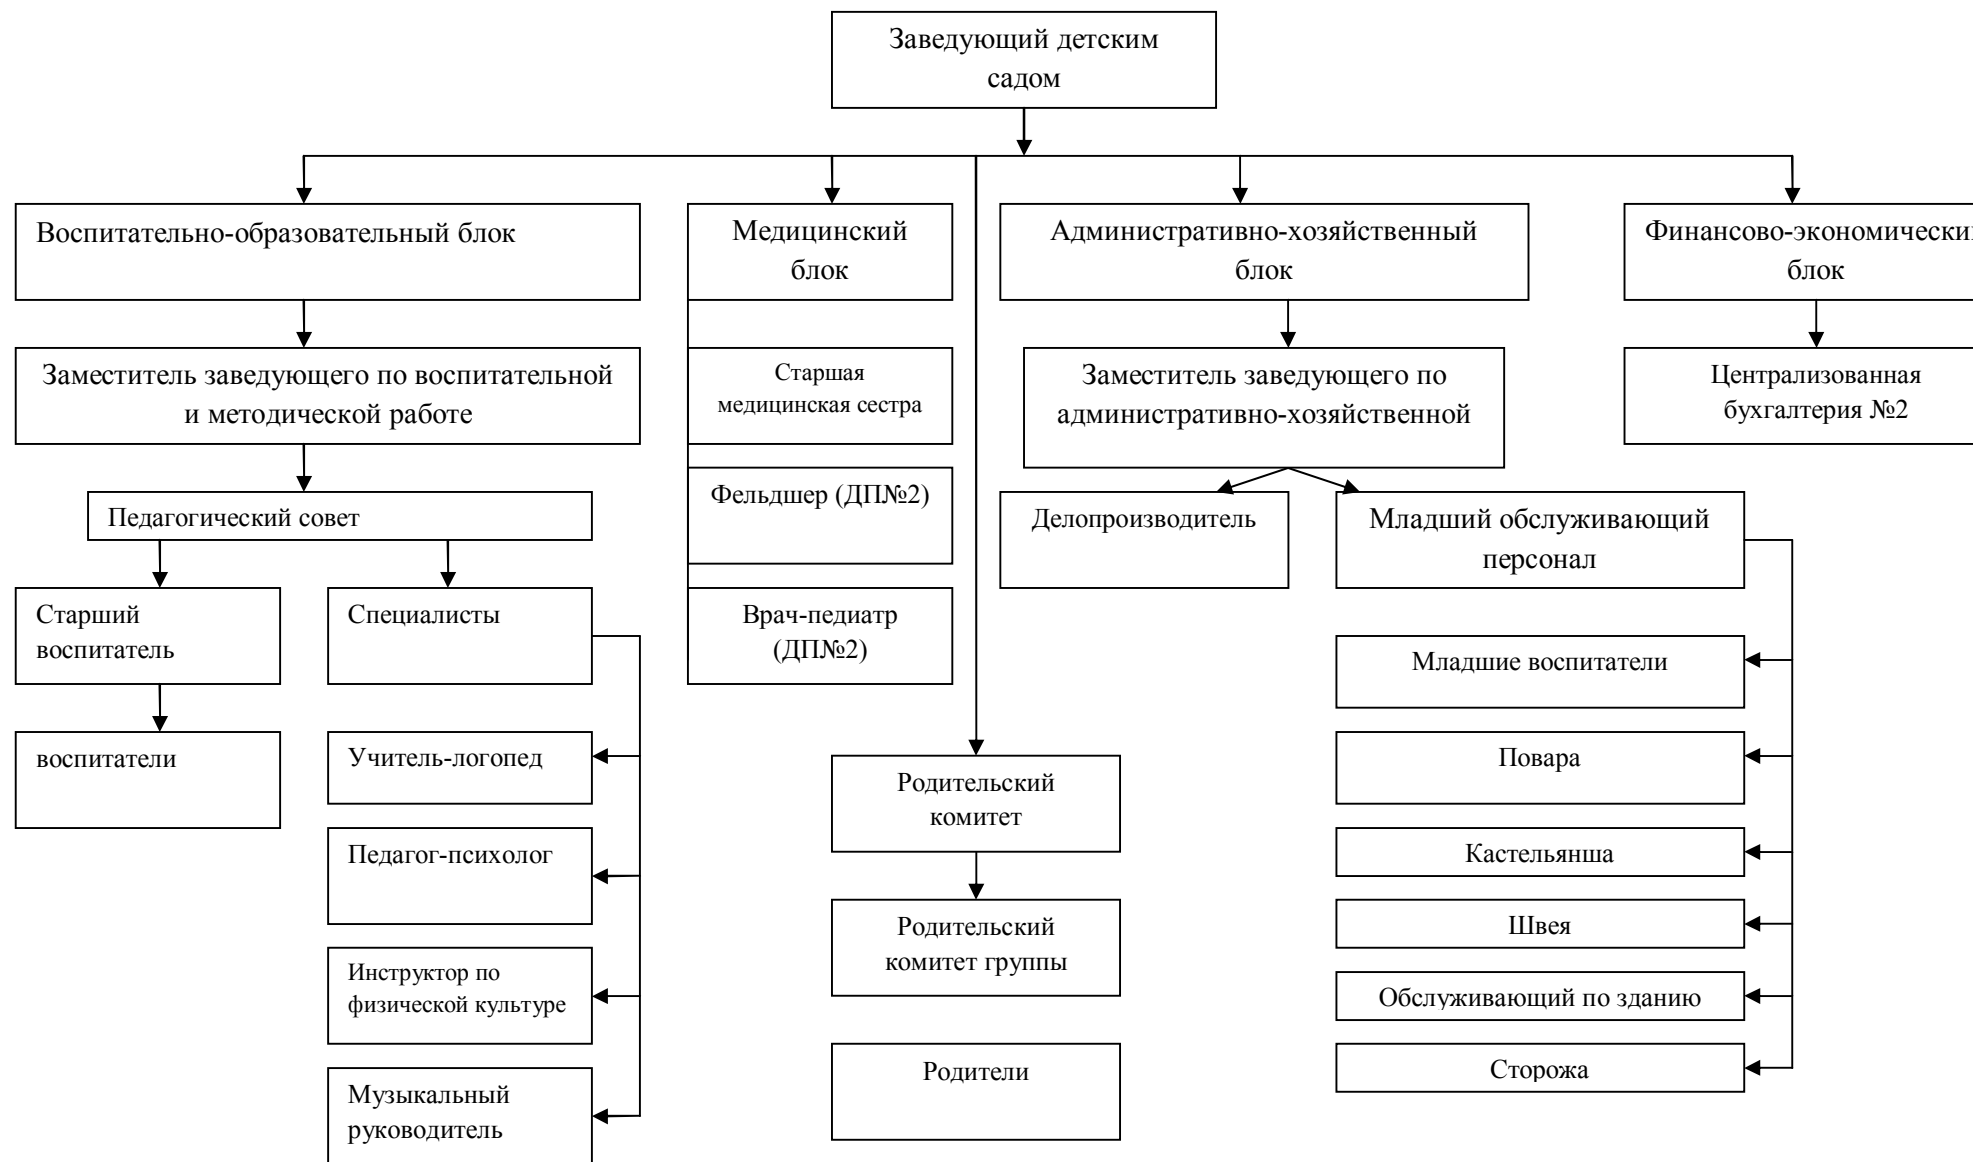 Заведующий детским
садом
Воспитательно-образовательный блок
Медицинский
блок
Административно-хозяйственный
блок
Финансово-экономический
блок
Заместитель заведующего по воспитательной
и методической работе
Старшая
медицинская сестра
Заместитель заведующего по
административно-хозяйственной
Централизованная
бухгалтерия №2
Педагогический совет
Фельдшер (ДП№2)
Делопроизводитель
Младший обслуживающий
персонал
Старший
воспитатель
Специалисты
Врач-педиатр
(ДП№2)
Младшие воспитатели
воспитатели
Учитель-логопед
Родительский
комитет
Повара
Педагог-психолог
Кастельянша
Родительский
комитет группы
Швея
Инструктор по
физической культуре
Обслуживающий по зданию
Родители
Сторожа
Музыкальный
руководитель